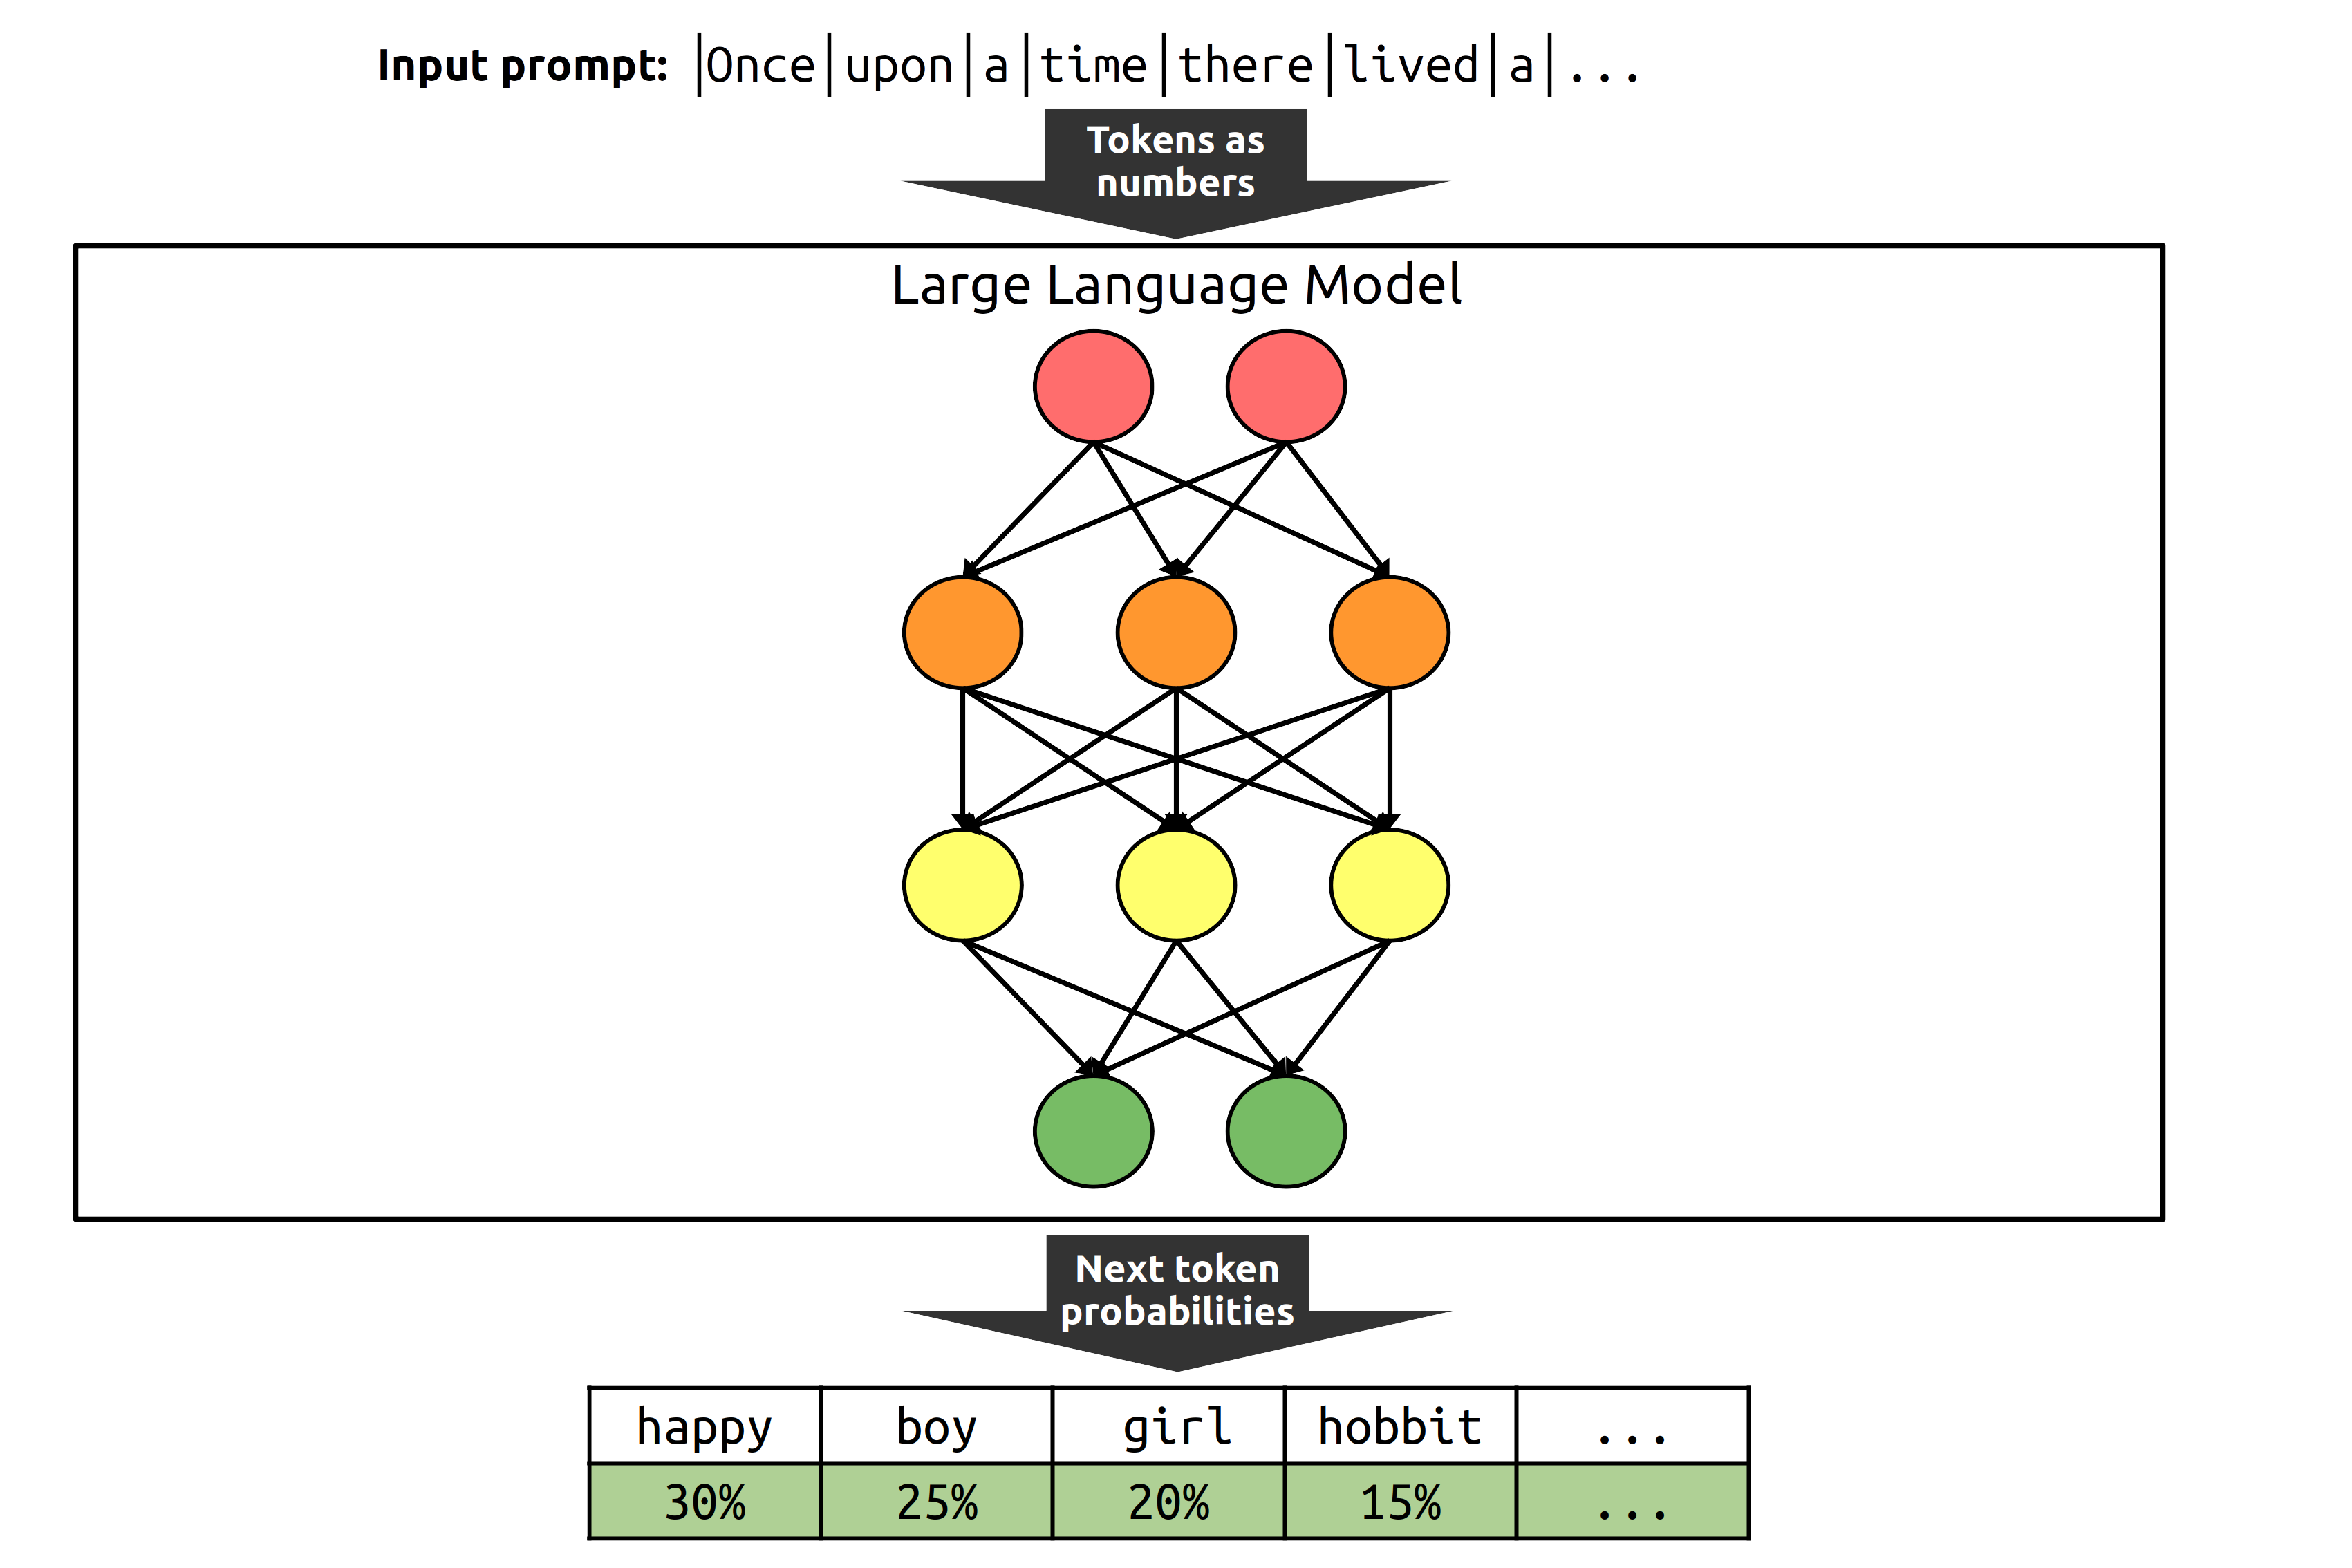 Input prompt: |Once|upon|a|time|there|lived|a|...
Tokens as
numbers
Large Language Model
Next token
probabilities
happy boy girl hobbit ...
30% 25% 20% 15% ...